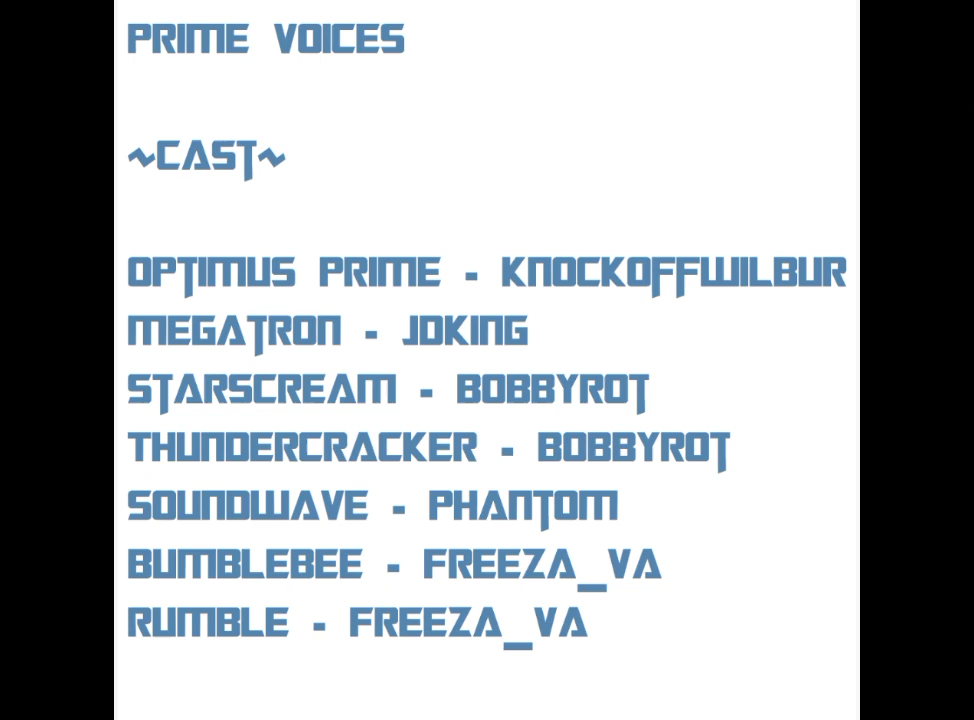 PRIME VOICES
~CAST~
OPTIMUS PRIME - KNOCKOFFWILBUR
MEGATRON - JDKING
STARSCREAM - BOBBYROT
THUNDERCRACKER - BOBBYROT
SOUNDWAVE - PHANTOM
BUMBLEBEE - FREEZA_VA
RUMBLE - FREEZA_VA